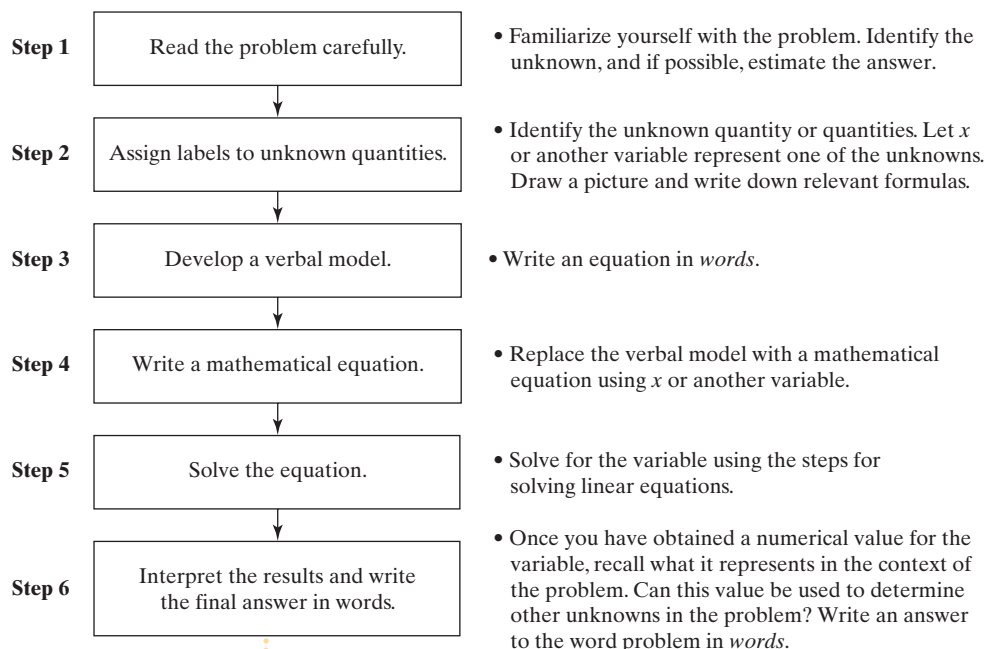 Step 1
Read the problem carefully.
• Familiarize yourself with the problem. Identify the
unknown, and if possible, estimate the answer.
Step 2
Assign labels to unknown quantities.
• Identify the unknown quantity or quantities. Let x
or another variable represent one of the unknowns.
Draw a picture and write down relevant formulas.
Step 3
Develop a verbal model.
• Write an equation in words.
Step 4
Write a mathematical equation.
• Replace the verbal model with a mathematical
equation using x or another variable.
Step 5
Solve the equation.
• Solve for the variable using the steps for
solving linear equations.
Step 6
Interpret the results and write
the final answer in words.
• Once you have obtained a numerical value for the
variable, recall what it represents in the context of
the problem. Can this value be used to determine
other unknowns in the problem? Write an answer
to the word problem in words.